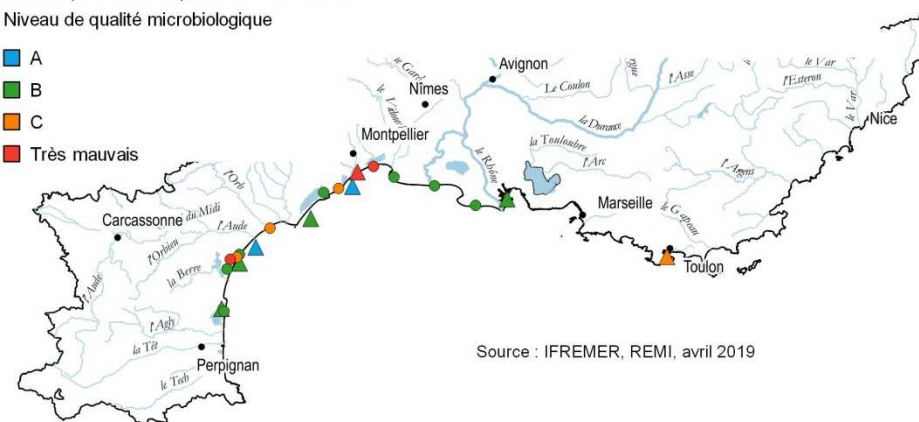 Niveau de qualité microbiologique
A
B
C
Très mauvais
Avignon
le Gard
Nîmes
le Vidourle
Montpellier
le Rhône
Le Coulon
la Durance
l'Asse
le Var
l'Esteron
le Var
Nice
la Touloubre
l'Arc
l'Argens
Marseille
le Gapeau
Toulon
l'Orb
Carcassonne
du Midi
l'Aude
l'Orbieu
la Berre
l'Aude
l'Agly
la Têt
Perpignan
le Tech
Source : IFREMER, REMI, avril 2019